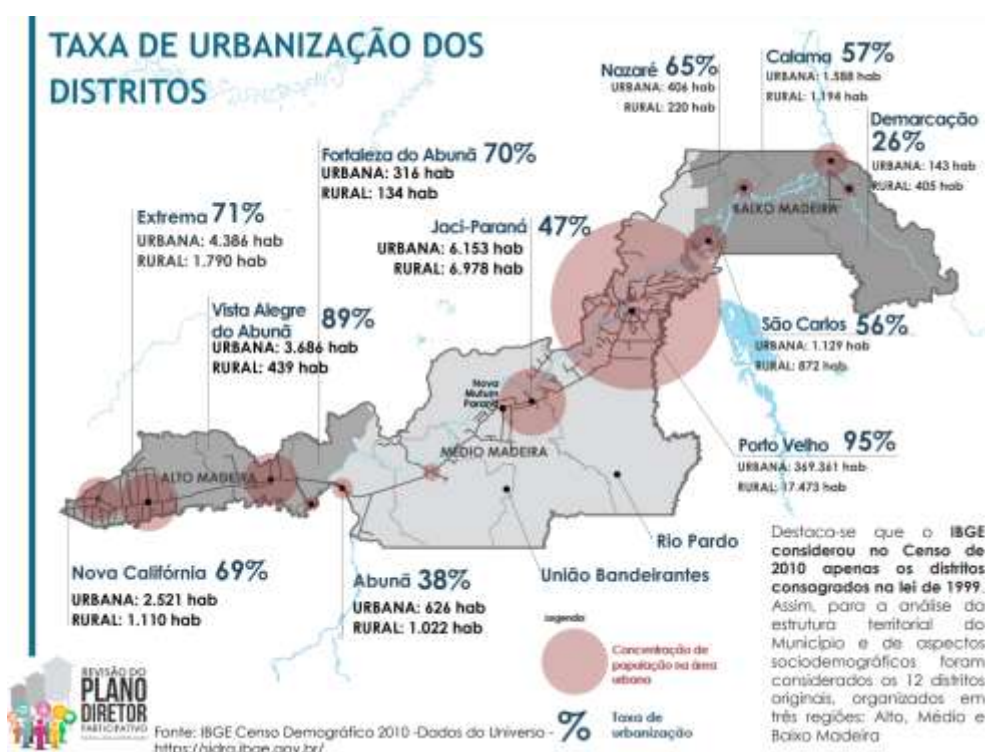 TAXA DE URBANIZAÇÃO DOS
DISTRITOS
Nazaré 65%
URBANA: 406 hab
RURAL: 220 hab
Calama 57%
URBANA: 1.588 hab
RURAL: 1.194 hab
Demarcação
26%
URBANA: 143 hab
RURAL: 405 hab
Fortaleza do Abunã 70%
URBANA: 316 hab
RURAL: 134 hab
Extrema 71%
URBANA: 4.386 hab
RURAL: 1.790 hab
Jaci-Paraná 47%
URBANA: 6.153 hab
RURAL: 6.978 hab
Vista Alegre
do Abunã 89%
URBANA: 3.686 hab
RURAL: 439 hab
BAIXO MADEIRA
São Carlos 56%
URBANA: 1.129 hab
RURAL: 872 hab
Nova
Mutum
Paraná
MÉDIO MADEIRA
ALTO MADEIRA
Porto Velho 95%
URBANA: 369.361 hab
RURAL: 17.473 hab
Rio Pardo
União Bandeirantes
Nova Califórnia 69%
URBANA: 2.521 hab
RURAL: 1.110 hab
Abunã 38%
URBANA: 626 hab
RURAL: 1.022 hab
Legenda
Concentração de
população na área
urbana
% Taxa de
urbanização
Destaca-se que o IBGE
considerou no Censo de
2010 apenas os distritos
consagrados na lei de 1999.
Assim, para a análise da
estrutura territorial do
Município e de aspectos
sociodemográficos foram
considerados os 12 distritos
originais, organizados em
três regiões: Alto, Médio e
Baixo Madeira
REVISÃO DO
PLANO
DIRETOR
PARTICIPATIVO
Fonte: IBGE Censo Demográfico 2010 -Dados do Universo -
https://sidra.ibge.gov.br/